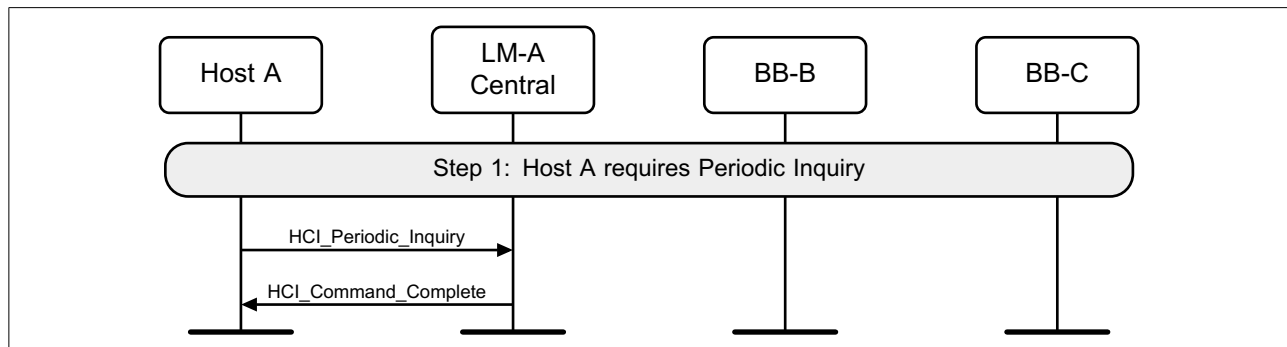 Host A
LM-A
Central
BB-B
BB-C
Step 1: Host A requires Periodic Inquiry
HCI_Periodic_Inquiry
HCI_Command_Complete